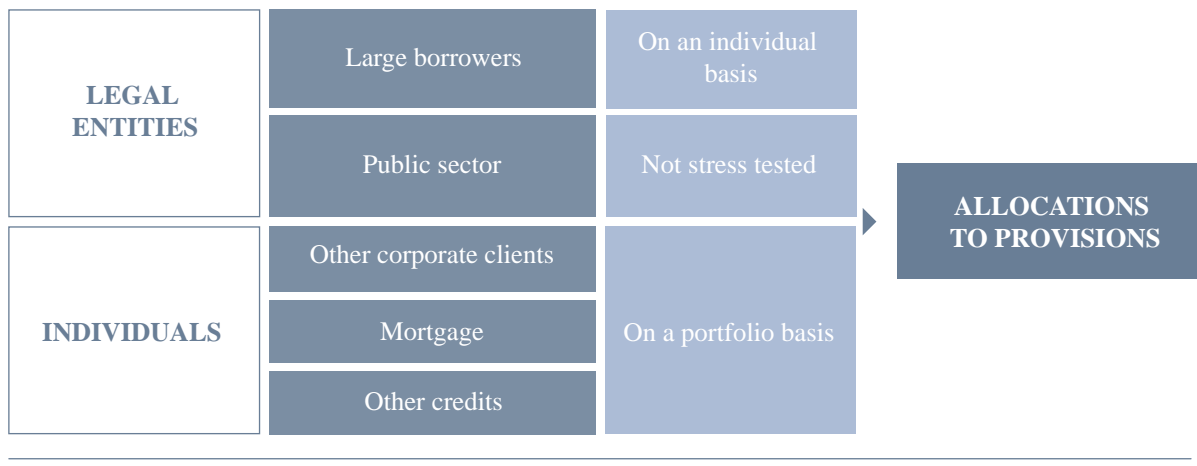 LEGAL
ENTITIES
Large borrowers
On an individual
basis
Public sector
Not stress tested
ALLOCATIONS
TO PROVISIONS
INDIVIDUALS
Other corporate clients
Mortgage
Other credits
On a portfolio basis